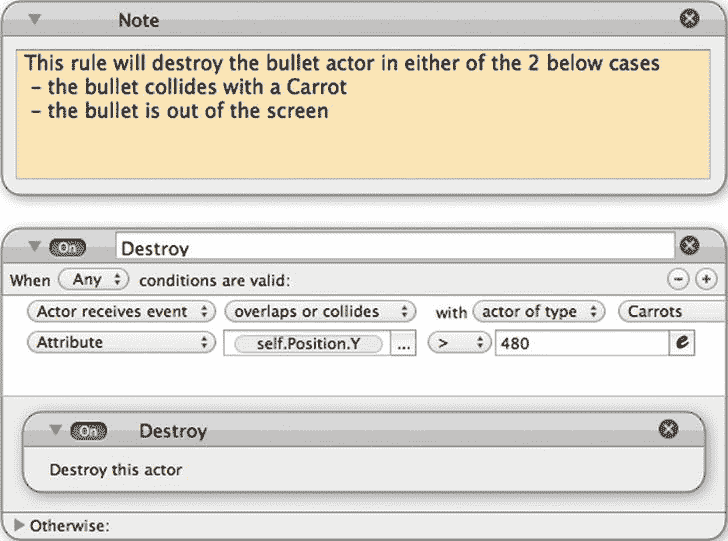 Note
This rule will destroy the bullet actor in either of the 2 below cases
– the bullet collides with a Carrot
– the bullet is out of the screen
On Destroy
When Any conditions are valid:
Actor receives event overlaps or collides with actor of type Carrots
Attribute self.Position.Y ... > 480 e
On Destroy
Destroy this actor
Otherwise: